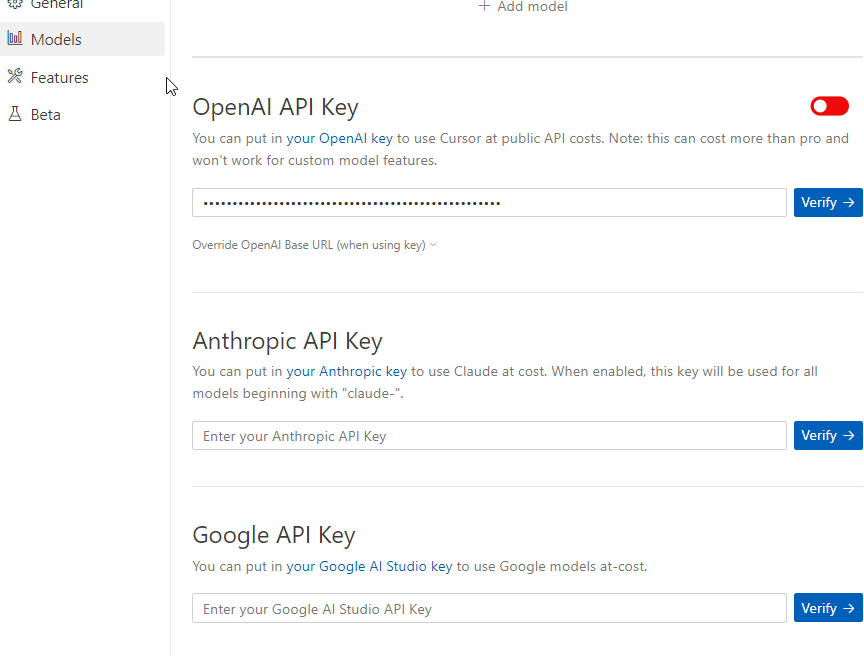 General
Models
Features
Beta
+ Add model
OpenAI API Key
You can put in your OpenAI key to use Cursor at public API costs. Note: this can cost more than pro and
won't work for custom model features.
••••••••••••••••••••••••••••••••••••••••••••••••••• Verify →
Override OpenAI Base URL (when using key)
Anthropic API Key
You can put in your Anthropic key to use Claude at cost. When enabled, this key will be used for all
models beginning with "claude-".
Enter your Anthropic API Key Verify →
Google API Key
You can put in your Google AI Studio key to use Google models at-cost.
Enter your Google AI Studio API Key Verify →